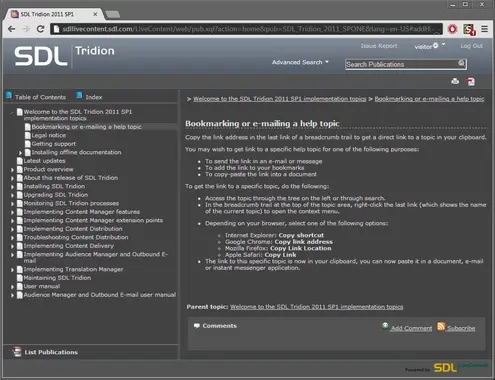 SDL Tridion 2011 SP1
sdllivecontent.sdl.com/LiveContent/web/pub.xql?action=home&pub=SDL_Tridion_2011_SPONE&lang=en-US#addHi
SDL Tridion
Issue Report visitor Log Out
Advanced Search Search Publications
Table of Contents Index
Welcome to the SDL Tridion 2011 SP1 implementation topics
Bookmarking or e-mailing a help topic
Legal notice
Getting support
Installing offline documentation
Latest updates
Product overview
About this release of SDL Tridion
Installing SDL Tridion
Upgrading SDL Tridion
Monitoring SDL Tridion processes
Implementing Content Manager features
Implementing Content Manager extension points
Implementing Content Distribution
Troubleshooting Content Distribution
Implementing Content Delivery
Implementing Audience Manager and Outbound E-mail
Implementing Translation Manager
Maintaining SDL Tridion
User manual
Audience Manager and Outbound E-mail user manual
List Publications
> Welcome to the SDL Tridion 2011 SP1 implementation topics > Bookmarking or e-mailing a help topic
Bookmarking or e-mailing a help topic
Copy the link address in the last link of a breadcrumb trail to get a direct link to a topic in your clipboard.
You may wish to get link to a specific help topic for one of the following purposes:
To send the link in an e-mail or message
To add the link to your bookmarks
To copy-paste the link into a document
To get the link to a specific topic, do the following:
Access the topic through the tree on the left or through search.
In the breadcrumb trail at the top of the topic area, right-click the last link (which shows the name of the current topic) to open the context menu.
Depending on your browser, select one of the following options:
Internet Explorer: Copy shortcut
Google Chrome: Copy link address
Mozilla Firefox: Copy Link Location
Apple Safari: Copy Link
The link to this specific topic is now in your clipboard, you can now paste it in a document, e-mail or instant messenger application.
Parent topic: Welcome to the SDL Tridion 2011 SP1 implementation topics
Comments
Add Comment Subscribe
Powered by SDL LiveContent